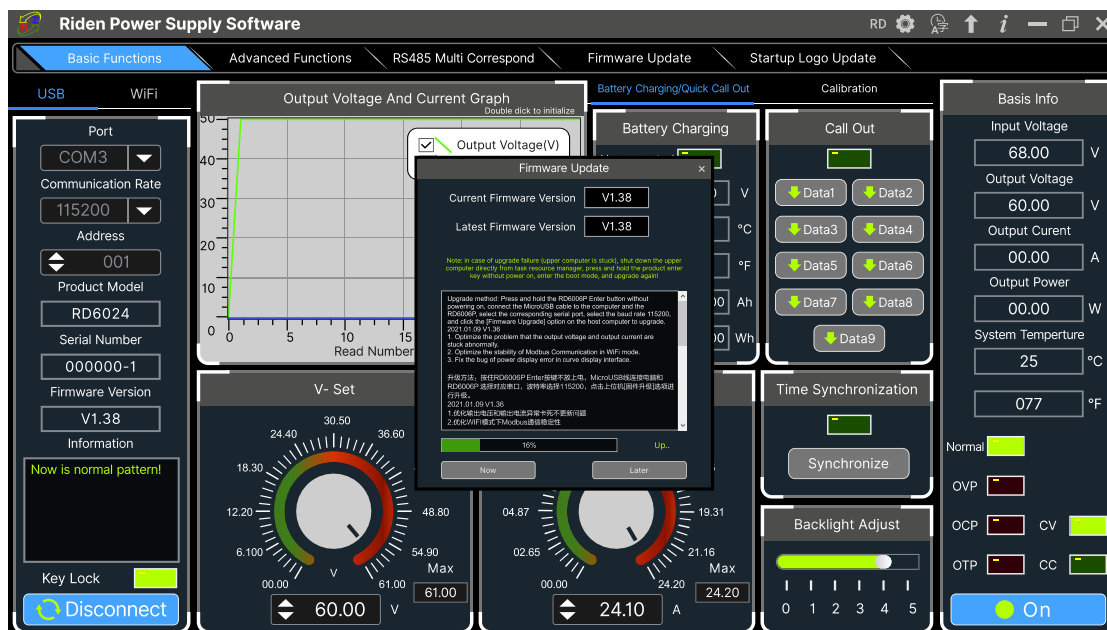 Riden Power Supply Software
RD
Basic Functions
Advanced Functions
RS485 Multi Correspond
Firmware Update
Startup Logo Update
USB
WiFi
Port
COM3
Communication Rate
115200
Address
001
Product Model
RD6024
Serial Number
000000-1
Firmware Version
V1.38
Information
Now is normal pattern!
Key Lock
Disconnect
Output Voltage And Current Graph
Double dick to initialize
50
40
30
20
10
0
0 5 10 15
Read Number
Output Voltage(V)
Battery Charging/Quick Call Out
Calibration
Battery Charging
V
°C
°F
Ah
Wh
Call Out
Data1
Data2
Data3
Data4
Data5
Data6
Data7
Data8
Data9
Firmware Update
Current Firmware Version V1.38
Latest Firmware Version V1.38
Note: in case of upgrade failure (upper computer is stuck), shut down the upper
computer directly from task resource manager, press and hold the product enter
key without power on, enter the boot mode, and upgrade again!
Upgrade method: Press and hold the RD6006P Enter button without
powering on, connect the MicroUSB cable to the computer and the
RD6006P, select the corresponding serial port, select the baud rate 115200,
and click the [Firmware Upgrade] option on the host computer to upgrade.
2021.01.09 V1.36
1. Optimize the problem that the output voltage and output current are
stuck abnormally.
2. Optimize the stability of Modbus Communication in WiFi mode.
3. Fix the bug of power display error in curve display interface.
升级方法：按住RD6006P Enter按键不放上电，MicroUSB线连接电脑和
RD6006P 选择对应串口，波特率选择115200，点击上位机[固件升级]选项进
行升级。
2021.01.09 V1.36
1.优化输出电压和输出电流异常卡死不更新问题
2.优化WIFI模式下Modbus通信稳定性
16%
Up..
Now
Later
V- Set
00.00
6.100
12.20
18.30
24.40
30.50
36.60
48.80
54.90
61.00
V
Max
61.00
60.00 V
00.00
02.65
04.87
19.31
21.16
24.20
Max
24.20
24.10 A
Time Synchronization
Synchronize
Backlight Adjust
0 1 2 3 4 5
Basis Info
Input Voltage
68.00 V
Output Voltage
60.00 V
Output Curent
00.00 A
Output Power
00.00 W
System Temperture
25 °C
077 °F
Normal
OVP
OCP
CV
OTP
CC
On